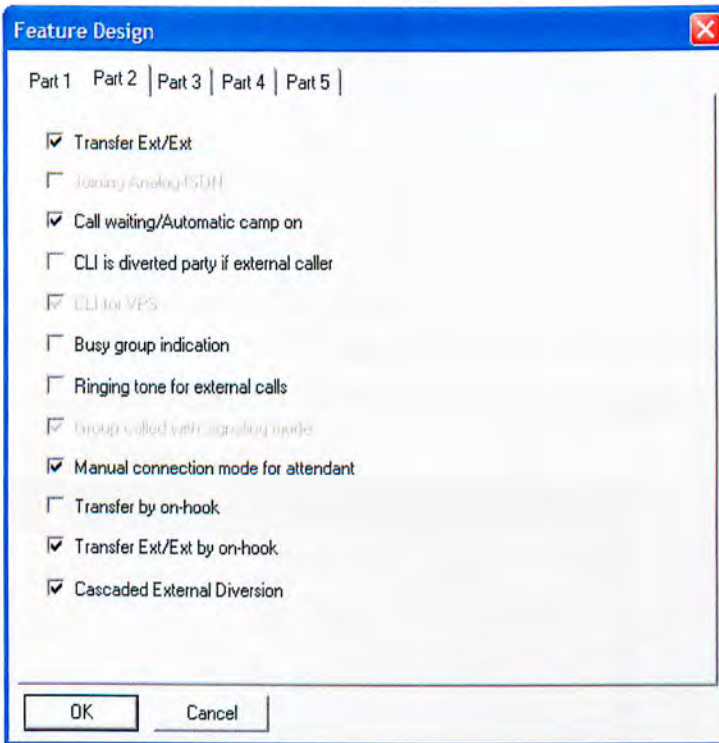 Feature Design
Part 1 Part 2 Part 3 Part 4 Part 5
Transfer Ext/Ext
Joining Analog-ISDN
Call waiting/Automatic camp on
CLI is diverted party if external caller
CLI for VPS
Busy group indication
Ringing tone for external calls
Group called with signaling mode
Manual connection mode for attendant
Transfer by on-hook
Transfer Ext/Ext by on-hook
Cascaded External Diversion
OK Cancel